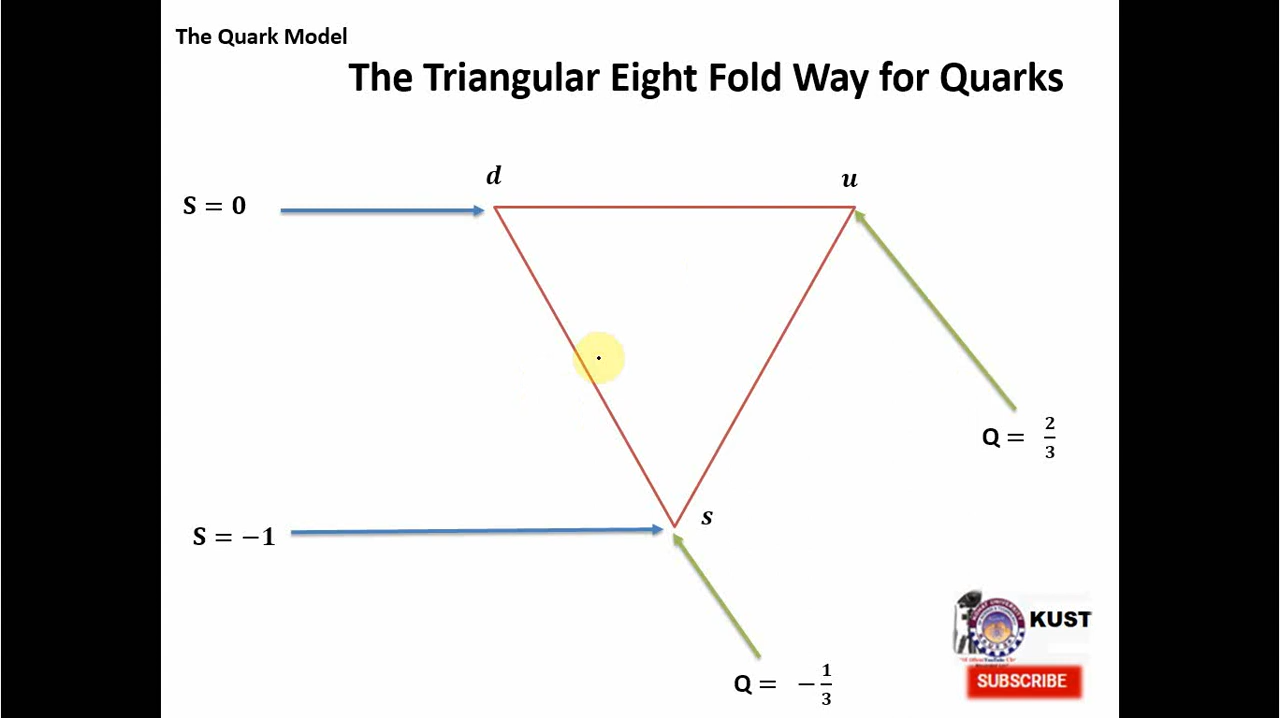 The Quark Model
The Triangular Eight Fold Way for Quarks
d
u
S = 0
Q = 2/3
s
S = −1
KUST
Q = − 1/3
SUBSCRIBE